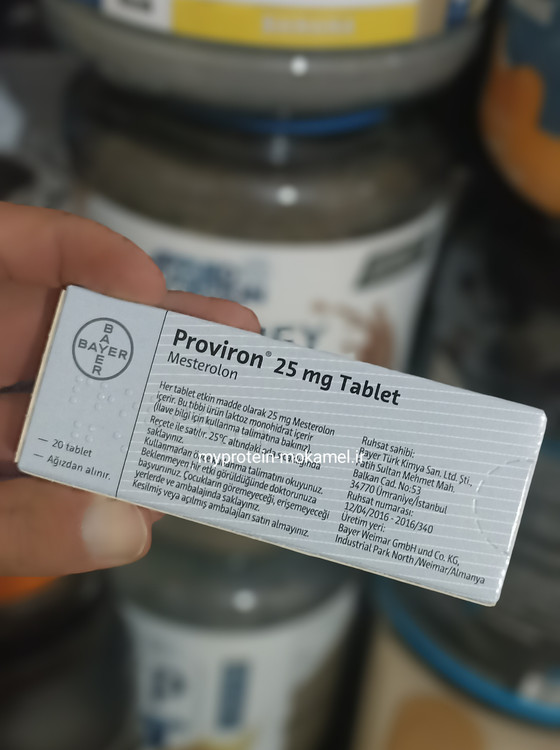 BAYER
BAYER
Proviron® 25 mg Tablet
Mesterolon
Her tablet etkin madde olarak 25 mg Mesterolon
içerir. Bu tıbbi ürün laktoz monohidrat içerir
(İlave bilgi için kullanma talimatına bakınız)
Reçete ile satılır. 25°C altındaki
saklayınız.
Kullanmadan talimatını okuyunuz.
Beklenmeyen bir etki görüldüğünde doktorunuza
başvurunuz. Çocukların göremeyeceği, erişemeyeceği
yerlerde ve ambalajında saklayınız.
Kesilmiş veya açılmış ambalajları satın almayınız.
Ruhsat sahibi:
Bayer Türk Kimya San. Ltd. Şti.
Fatih Sultan Mehmet Mah.
Balkan Cad. No:53
34770 Ümraniye/İstanbul
Ruhsat numarası:
12/04/2016 - 2016/340
Üretim yeri:
Bayer Weimar GmbH und Co. KG,
Industrial Park North /Weimar/Almanya
— 20 tablet
— Ağızdan alınır.
myprotein-mokamel.ir